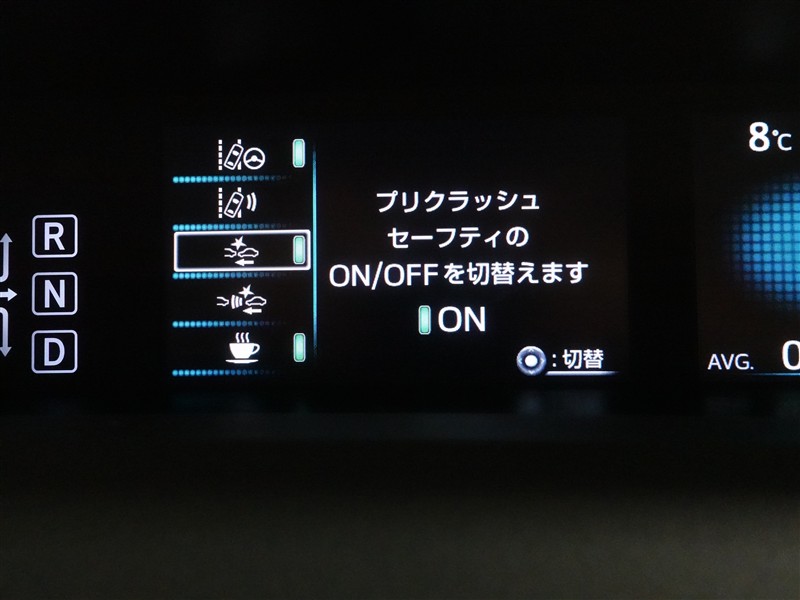 R
N
D
プリクラッシュ
セーフティの
ON/OFFを切替えます
ON
:切替
8℃
AVG. 0